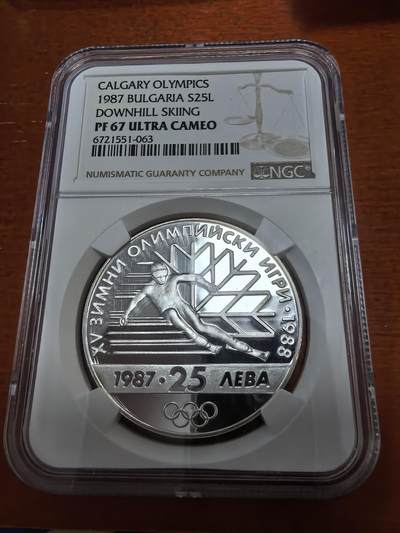 CALGARY OLYMPICS
1987 BULGARIA S25L
DOWNHILL SKIING
PF 67 ULTRA CAMEO
6721551-063
NUMISMATIC GUARANTY COMPANY
NGC
XV ЗИМНИ ОЛИМПИЙСКИ ИГРИ · 1988
1987 · 25 ЛЕВА